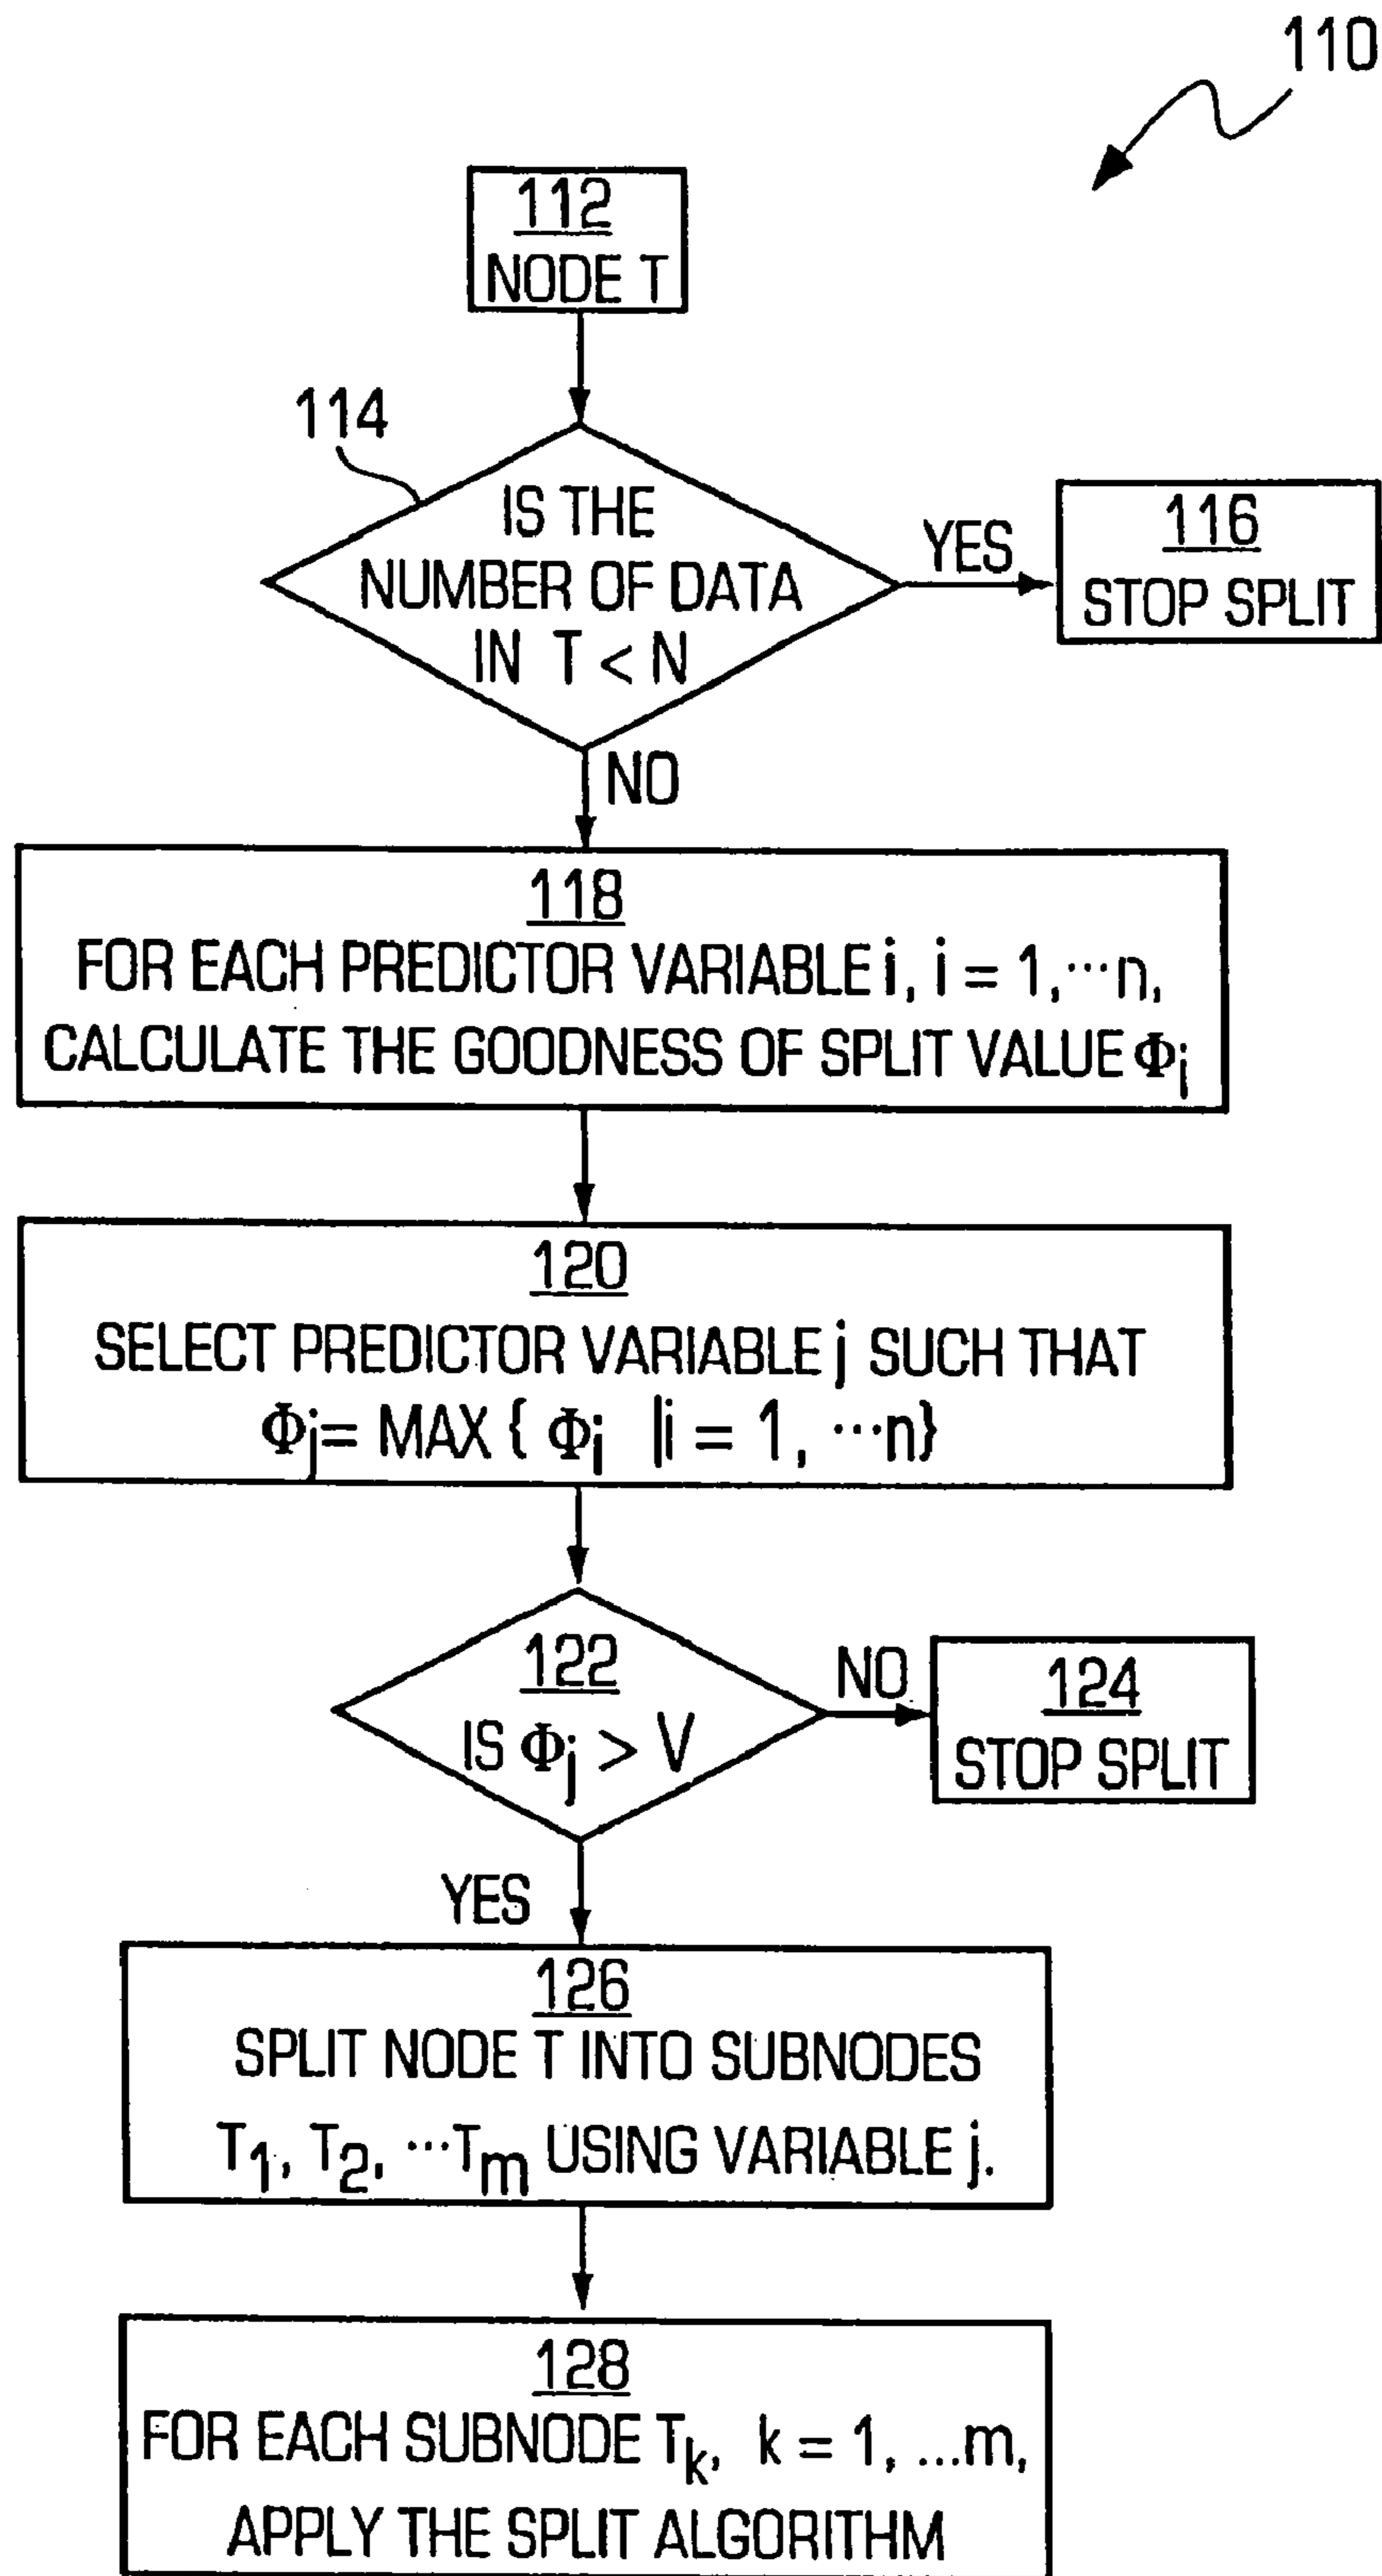 110
112
NODE T
114
IS THE
NUMBER OF DATA
IN T < N
YES
116
STOP SPLIT
NO
118
FOR EACH PREDICTOR VARIABLE i, i = 1,⋯n,
CALCULATE THE GOODNESS OF SPLIT VALUE Φi
120
SELECT PREDICTOR VARIABLE j SUCH THAT
Φj= MAX { Φi |i = 1, ⋯n}
122
IS Φj > V
NO
124
STOP SPLIT
YES
126
SPLIT NODE T INTO SUBNODES
T1, T2, ⋯Tm USING VARIABLE j.
128
FOR EACH SUBNODE Tk, k = 1, ...m,
APPLY THE SPLIT ALGORITHM